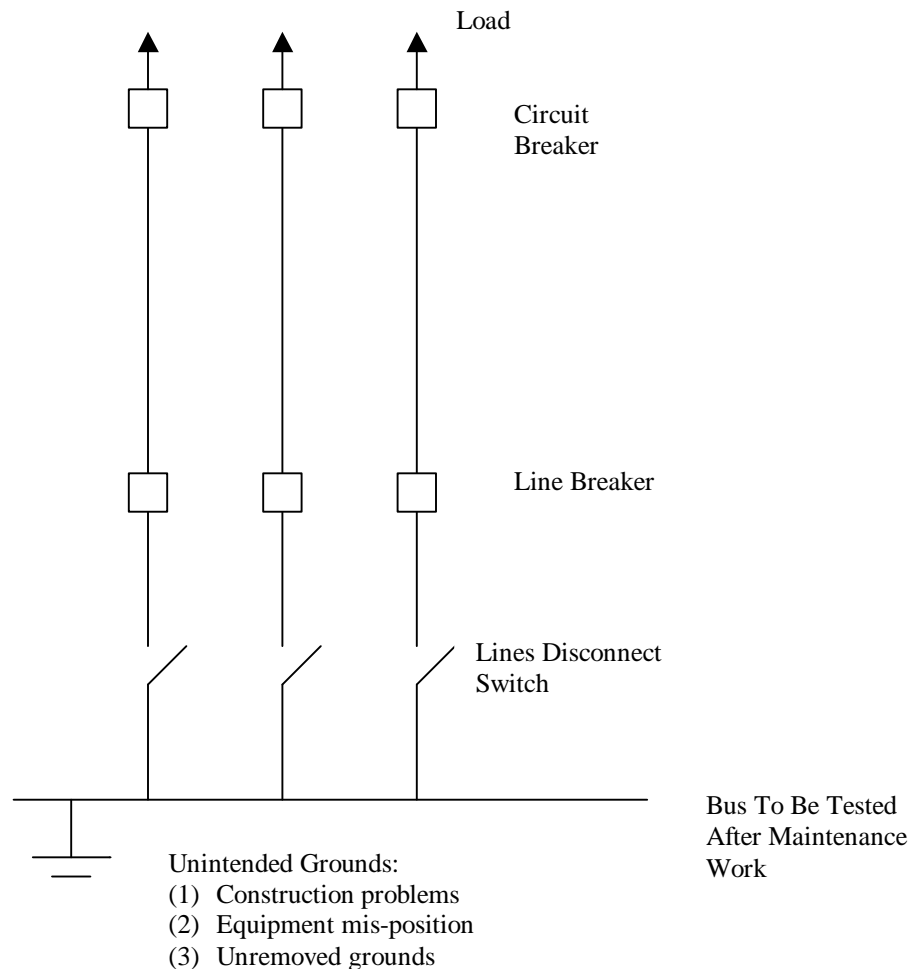 Load
Circuit
Breaker
Line Breaker
Lines Disconnect
Switch
Bus To Be Tested
After Maintenance
Work
Unintended Grounds:
(1) Construction problems
(2) Equipment mis-position
(3) Unremoved grounds